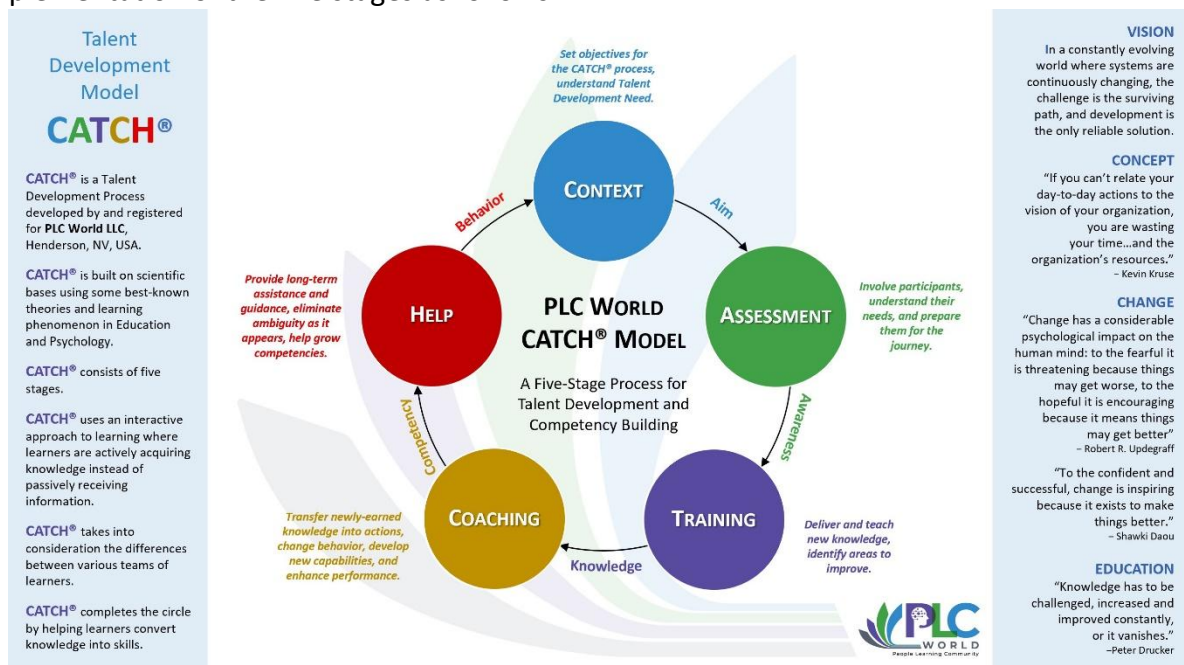 Talent
Development
Model
CATCH®
CATCH® is a Talent
Development Process
developed by and registered
for PLC World LLC,
Henderson, NV, USA.
CATCH® is built on scientific
bases using some best-known
theories and learning
phenomenon in Education
and Psychology.
CATCH® consists of five
stages.
CATCH® uses an interactive
approach to learning where
learners are actively acquiring
knowledge instead of
passively receiving
information.
CATCH® takes into
consideration the differences
between various teams of
learners.
CATCH® completes the circle
by helping learners convert
knowledge into skills.
Set objectives for
the CATCH® process,
understand Talent
Development Need.
CONTEXT
Aim
ASSESSMENT
Involve participants,
understand their
needs, and prepare
them for the
journey.
Awareness
TRAINING
Deliver and teach
new knowledge,
identify areas to
improve.
Knowledge
COACHING
Transfer newly-earned
knowledge into actions,
change behavior, develop
new capabilities, and
enhance performance.
Competency
HELP
Provide long-term
assistance and
guidance, eliminate
ambiguity as it
appears, help grow
competencies.
Behavior
PLC WORLD
CATCH® MODEL
A Five-Stage Process for
Talent Development and
Competency Building
PLC
WORLD
People Learning Community
VISION
In a constantly evolving
world where systems are
continuously changing, the
challenge is the surviving
path, and development is
the only reliable solution.
CONCEPT
“If you can’t relate your
day-to-day actions to the
vision of your organization,
you are wasting
your time…and the
organization’s resources.”
– Kevin Kruse
CHANGE
“Change has a considerable
psychological impact on the
human mind: to the fearful it
is threatening because things
may get worse, to the
hopeful it is encouraging
because it means things
may get better”
– Robert R. Updegraff
“To the confident and
successful, change is inspiring
because it exists to make
things better.”
– Shawki Daou
EDUCATION
“Knowledge has to be
challenged, increased and
improved constantly,
or it vanishes.”
–Peter Drucker